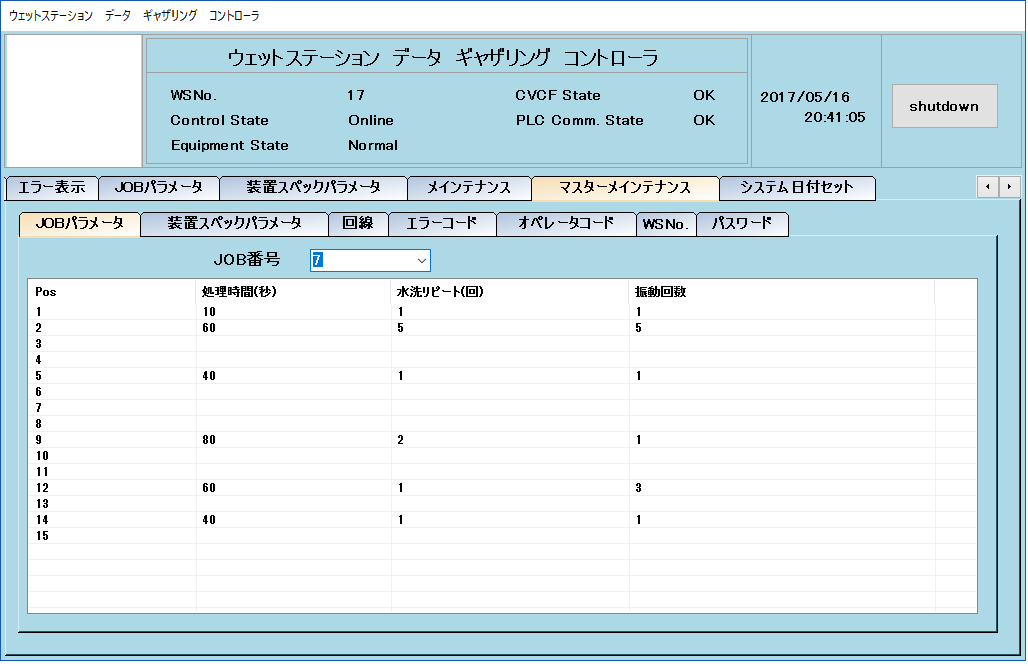 ウェットステーション データ ギャザリング コントローラ
ウェットステーション データ ギャザリング コントローラ
WSNo. 17 CVCF State OK
Control State Online PLC Comm. State OK
Equipment State Normal
2017/05/16
20:41:05
shutdown
エラー表示 JOBパラメータ 装置スペックパラメータ メインテナンス マスターメインテナンス システム日付セット
JOBパラメータ 装置スペックパラメータ 回線 エラーコード オペレータコード WSNo. パスワード
JOB番号 7
Pos 処理時間(秒) 水洗リピート(回) 振動回数
1 10 1 1
2 60 5 5
3
4
5 40 1 1
6
7
8
9 80 2 1
10
11
12 60 1 3
13
14 40 1 1
15